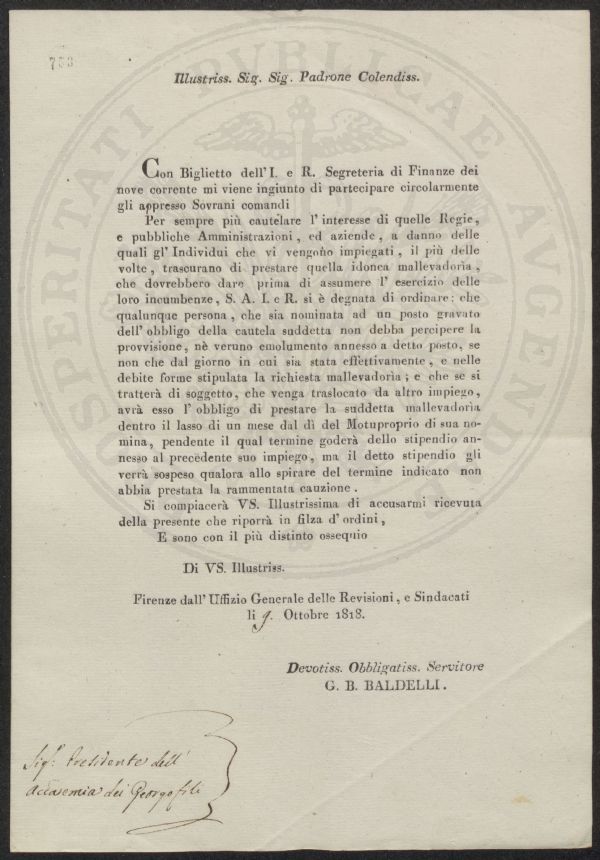 753
Illustriss. Sig. Sig. Padrone Colendiss.
Con Biglietto dell' I. e R. Segreteria di Finanze dei
nove corrente mi viene ingiunto di partecipare circolarmente
gli appresso Sovrani comandi
Per sempre più cautelare l' interesse di quelle Regie,
e pubbliche Amministrazioni, ed aziende, a danno delle
quali gl' Individui che vi vengono impiegati, il più delle
volte, trascurano di prestare quella idonea mallevadorìa,
che dovrebbero dare prima di assumere l' esercizio delle
loro incumbenze, S. A. I. e R. si è degnata di ordinare: che
qualunque persona, che sia nominata ad un posto gravato
dell' obbligo della cautela suddetta non debba percipere la
provvisione, nè veruno emolumento annesso a detto posto, se
non che dal giorno in cui sia stata effettivamente, e nelle
debite forme stipulata la richiesta mallevadorìa; e che se si
tratterà di soggetto, che venga traslocato da altro impiego,
avrà esso l' obbligo di prestare la suddetta mallevadorìa
dentro il lasso di un mese dal dì del Motuproprio di sua no-
mina, pendente il qual termine goderà dello stipendio an-
nesso al precedente suo impiego, ma il detto stipendio gli
verrà sospeso qualora allo spirare del termine indicato non
abbia prestata la rammentata cauzione.
Si compiacerà VS. Illustrissima di accusarmi ricevuta
della presente che riporrà in filza d' ordini,
E sono con il più distinto ossequio
Di VS. Illustriss.
Firenze dall' Uffizio Generale delle Revisioni, e Sindacati
li 9. Ottobre 1818.
Devotiss. Obbligatiss. Servitore
G. B. BALDELLI.
Sigr. Presidente dell'
Accademia dei Georgofili
PROSPERITATI PUBLICAE AUGENDAE